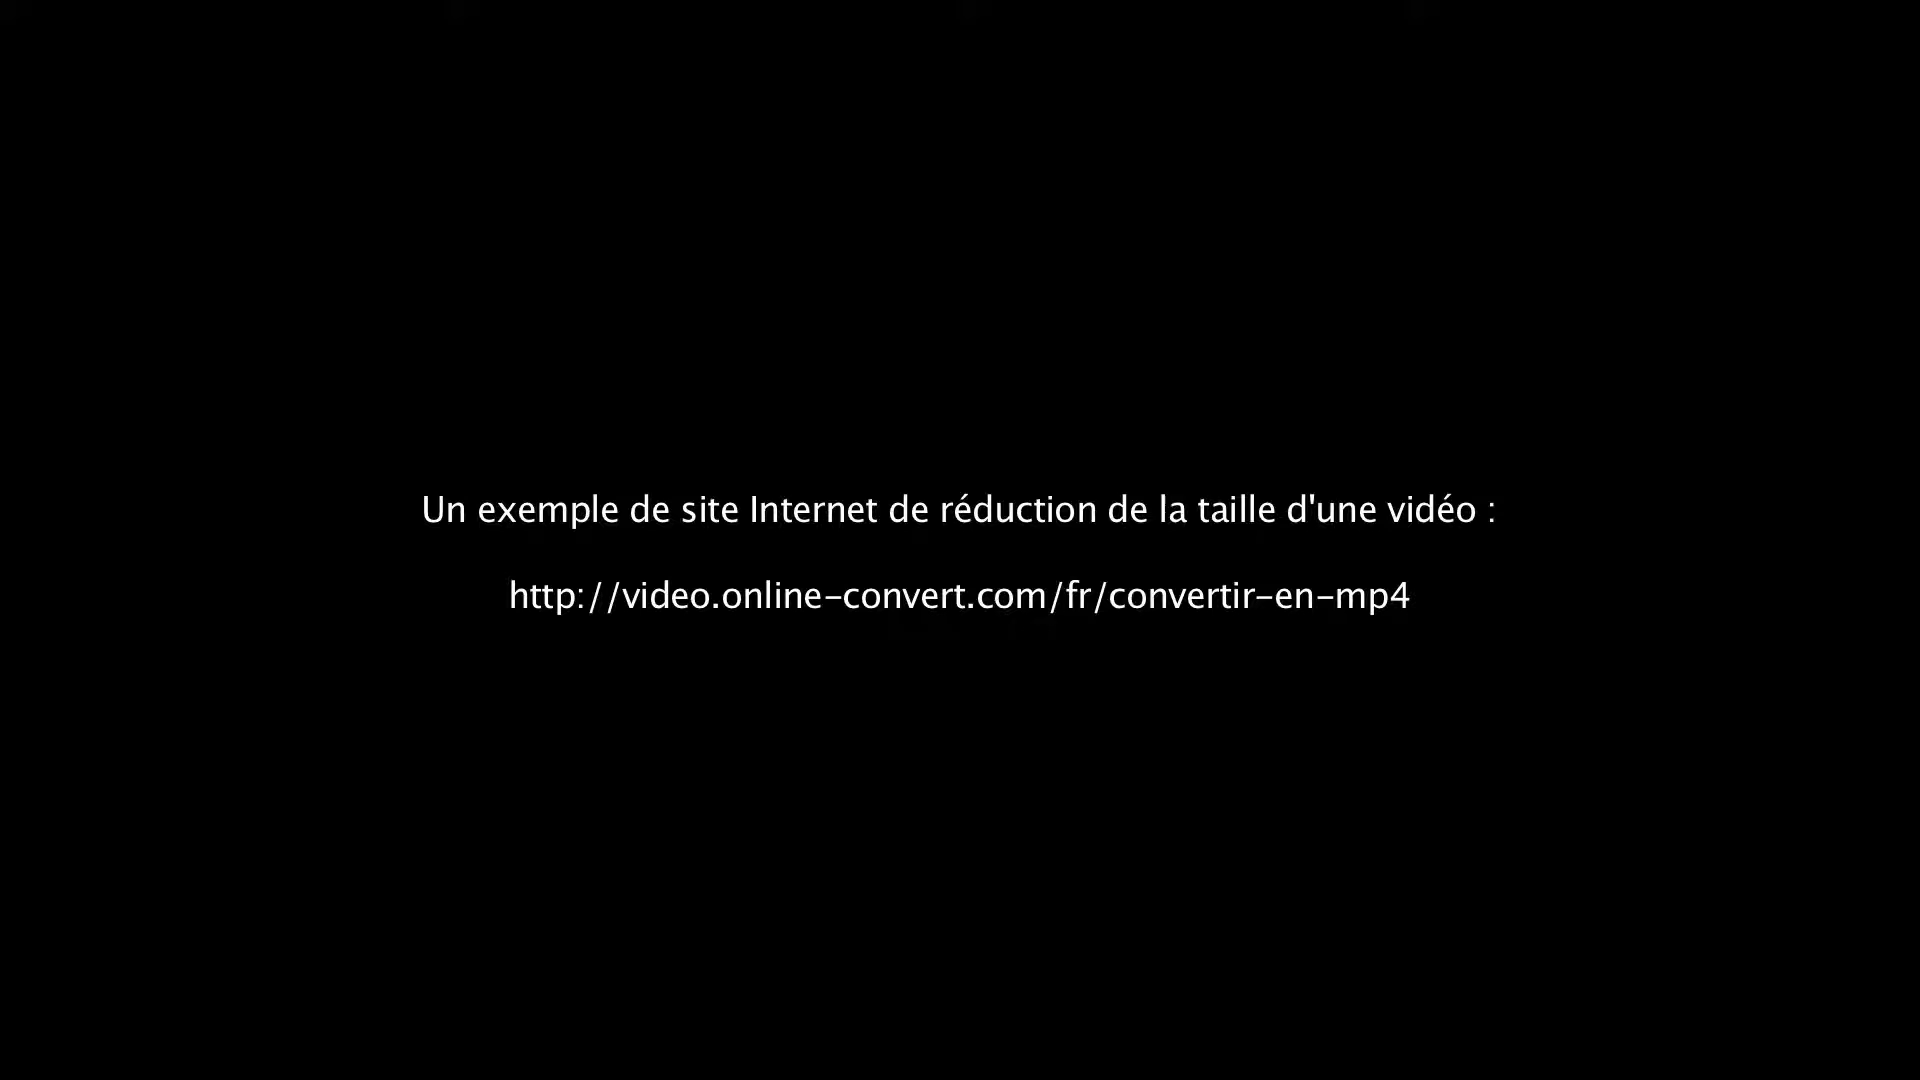 Un exemple de site Internet de réduction de la taille d'une vidéo :
http://video.online-convert.com/fr/convertir-en-mp4